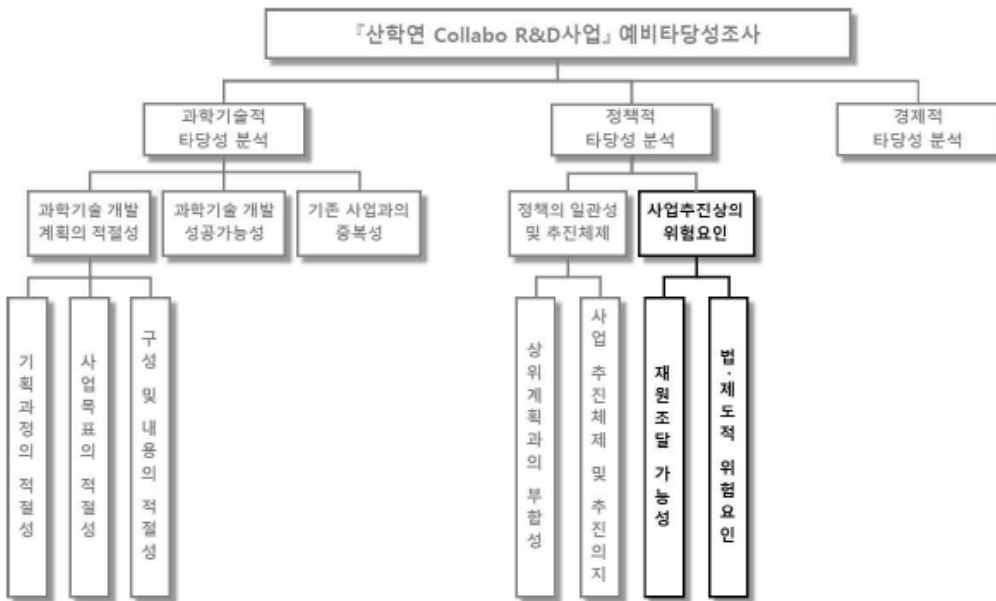 『산학연 Collabo R&D사업』 예비타당성조사
과학기술적
타당성 분석
정책적
타당성 분석
경제적
타당성 분석
과학기술 개발
계획의 적절성
과학기술 개발
성공가능성
기존 사업과의
중복성
정책의 일관성
및 추진체제
사업추진상의
위험요인
기획과정의 적절성
사업목표의 적절성
구성 및 내용의 적절성
상위계획과의 부합성
사업 추진체제 및 추진의지
재원조달 가능성
법·제도적 위험요인